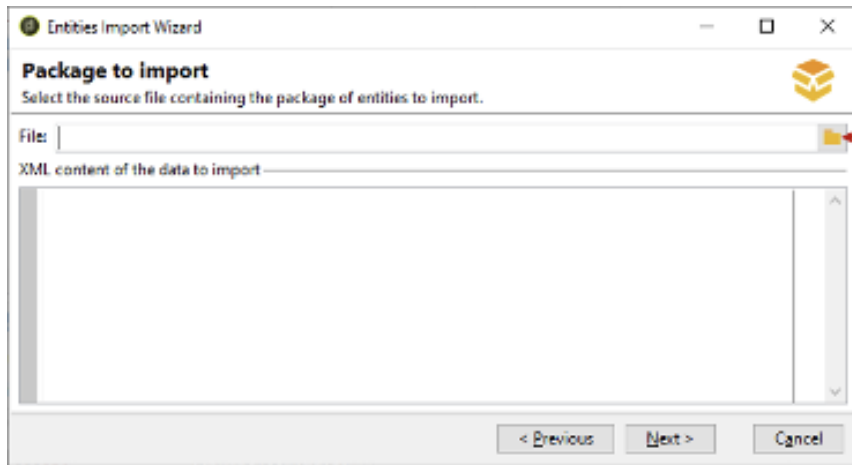 Entities Import Wizard
Package to import
Select the source file containing the package of entities to import.
File:
XML content of the data to import
< Previous
Next >
Cancel